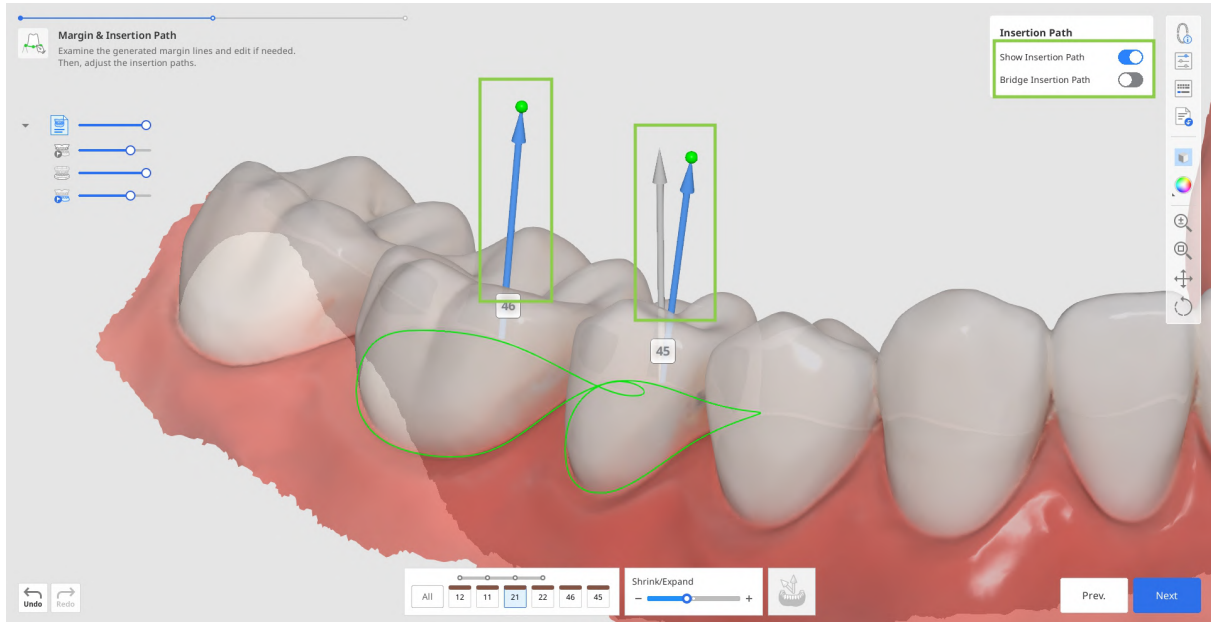 Margin & Insertion Path
Examine the generated margin lines and edit if needed.
Then, adjust the insertion paths.
Insertion Path
Show Insertion Path
Bridge Insertion Path
46
45
Undo
Redo
All
12
11
21
22
46
45
Shrink/Expand
Prev.
Next